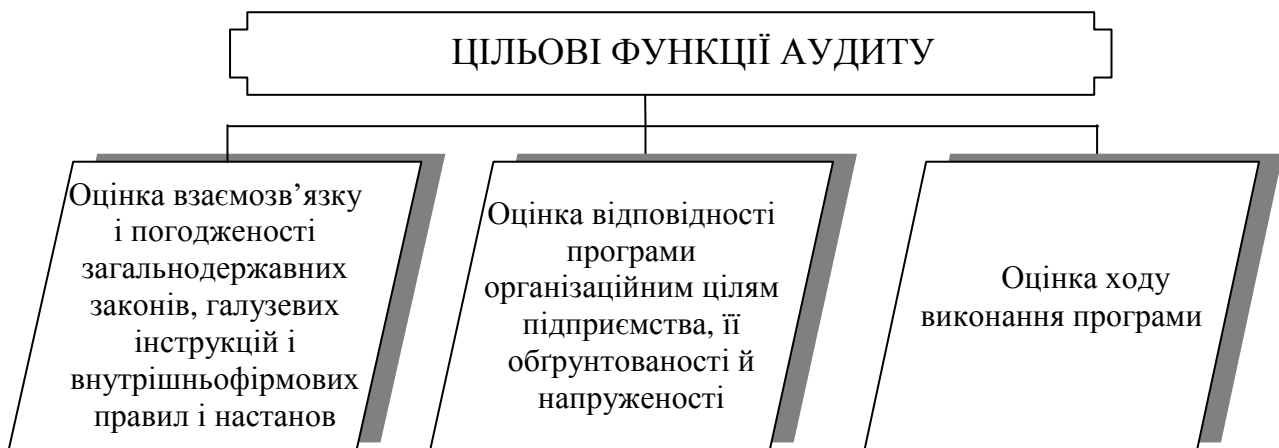 ЦІЛЬОВІ ФУНКЦІЇ АУДИТУ
Оцінка взаємозв’язку
і погодженості
загальнодержавних
законів, галузевих
інструкцій і
внутрішньофірмових
правил і настанов
Оцінка відповідності
програми
організаційним цілям
підприємства, її
обґрунтованості й
напруженості
Оцінка ходу
виконання програми